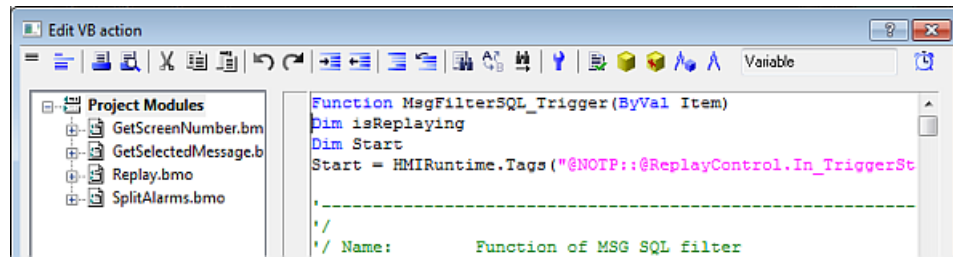 Edit VB action
Variable
Project Modules
GetScreenNumber.bm
GetSelectedMessage.b
Replay.bmo
SplitAlarms.bmo
Function MsgFilterSQL_Trigger(ByVal Item)
Dim isReplaying
Dim Start
Start = HMIRuntime.Tags("@NOTP::@ReplayControl.In_TriggerSt
'----------------------------------------------------------
'/
'/ Name: Function of MSG SQL filter